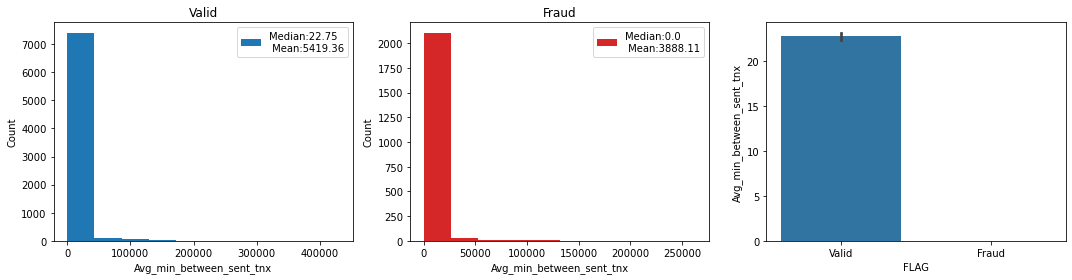 Valid
7000
6000
5000
4000
3000
2000
1000
0
Count
Median:22.75
Mean:5419.36
0
100000
200000
300000
400000
Avg_min_between_sent_tnx
Fraud
2000
1750
1500
1250
1000
750
500
250
0
Count
Median:0.0
Mean:3888.11
0
50000
100000
150000
200000
250000
Avg_min_between_sent_tnx
20
15
10
5
0
Avg_min_between_sent_tnx
Valid
Fraud
FLAG